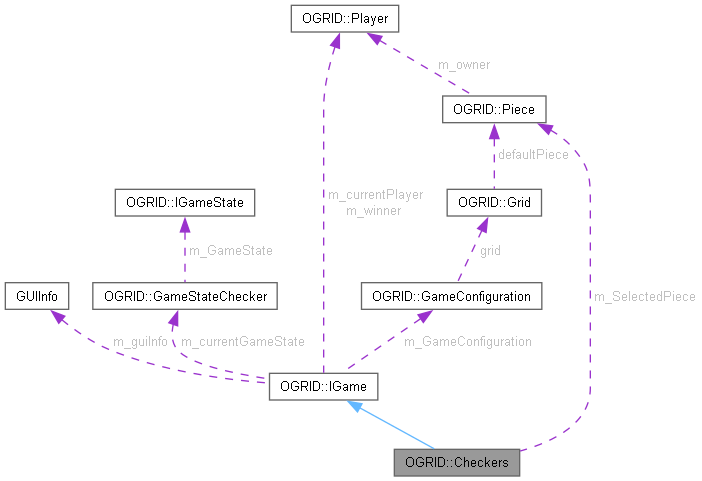 OGRID::Player
m_owner
OGRID::Piece
defaultPiece
m_currentPlayer
m_winner
OGRID::IGameState
OGRID::Grid
m_GameState
grid
GUIInfo
OGRID::GameStateChecker
OGRID::GameConfiguration
m_SelectedPiece
m_guiInfo
m_currentGameState
m_GameConfiguration
OGRID::IGame
OGRID::Checkers